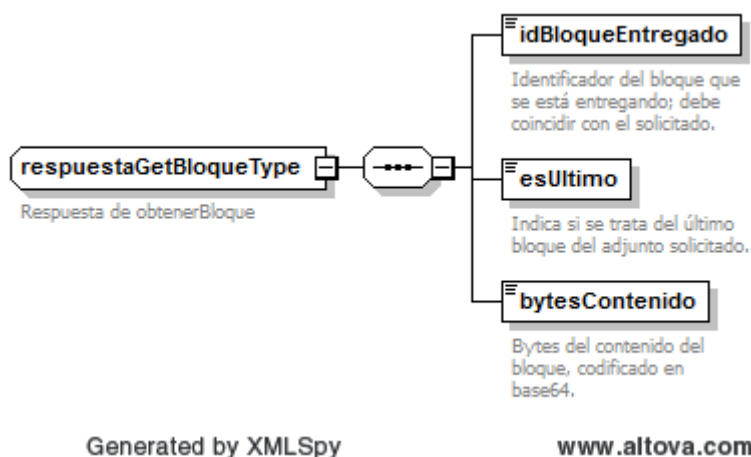 idBloqueEntregado
Identificador del bloque que
se está entregando; debe
coincidir con el solicitado.
respuestaGetBloqueType
Respuesta de obtenerBloque
esUltimo
Indica si se trata del último
bloque del adjunto solicitado.
bytesContenido
Bytes del contenido del
bloque, codificado en
base64.
Generated by XMLSpy
www.altova.com